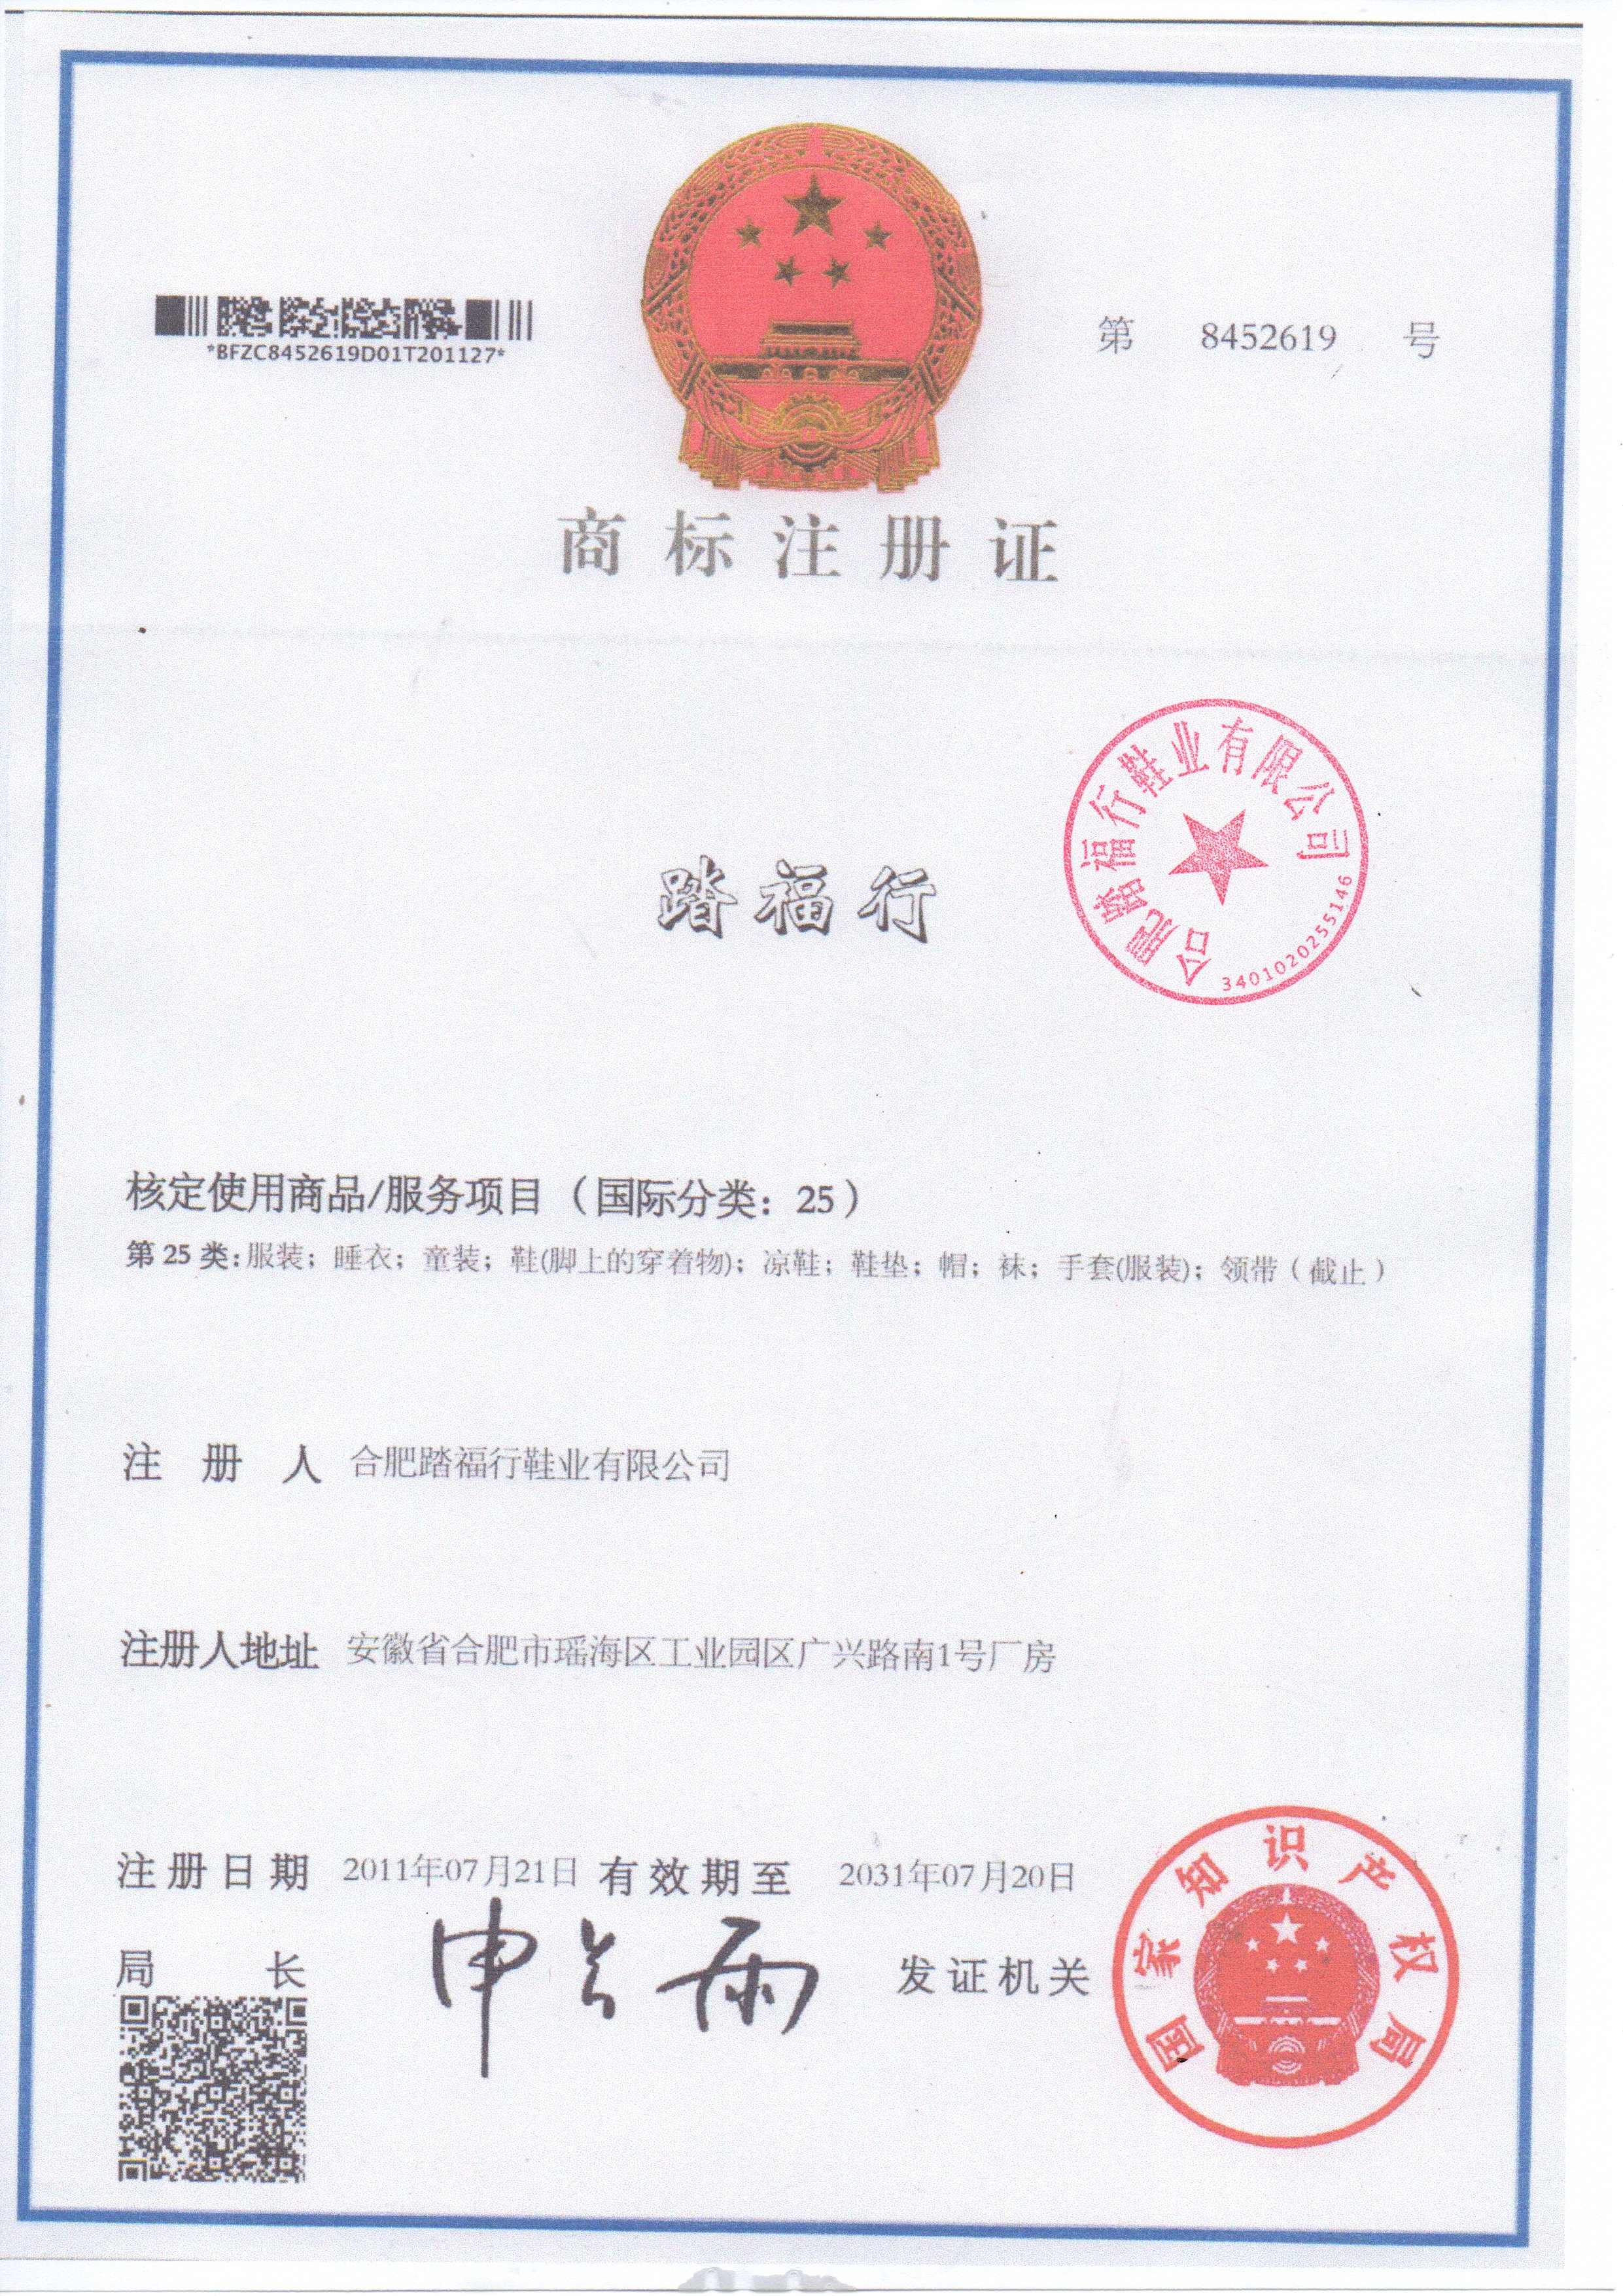 *BFZC8452619D01T201127*
第 8452619 号
商标注册证
合肥踏福行鞋业有限公司
3401020255146
踏福行
核定使用商品/服务项目（国际分类：25）
第25类:服装；睡衣；童装；鞋(脚上的穿着物)；凉鞋；鞋垫；帽；袜；手套(服装)；领带（截止）
注册人 合肥踏福行鞋业有限公司
注册人地址 安徽省合肥市瑶海区工业园区广兴路南1号厂房
注册日期 2011年07月21日 有效期至 2031年07月20日
局长 申长雨 发证机关
国家知识产权局